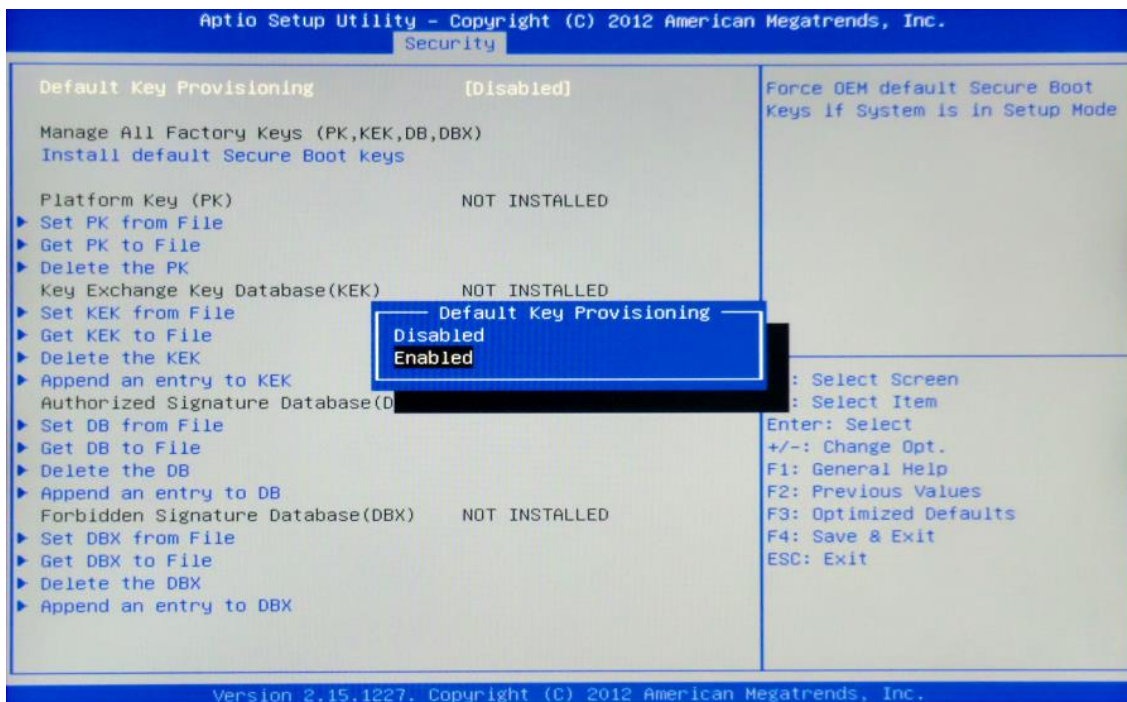 Aptio Setup Utility – Copyright (C) 2012 American Megatrends, Inc.
Security
Default Key Provisioning [Disabled]
Manage All Factory Keys (PK,KEK,DB,DBX)
Install default Secure Boot keys
Platform Key (PK) NOT INSTALLED
Set PK from File
Get PK to File
Delete the PK
Key Exchange Key Database(KEK) NOT INSTALLED
Set KEK from File
Get KEK to File
Delete the KEK
Append an entry to KEK
Authorized Signature Database(D
Set DB from File
Get DB to File
Delete the DB
Append an entry to DB
Forbidden Signature Database(DBX) NOT INSTALLED
Set DBX from File
Get DBX to File
Delete the DBX
Append an entry to DBX
Default Key Provisioning
Disabled
Enabled
Force OEM default Secure Boot
Keys if System is in Setup Mode
: Select Screen
: Select Item
Enter: Select
+/-: Change Opt.
F1: General Help
F2: Previous Values
F3: Optimized Defaults
F4: Save & Exit
ESC: Exit
Version 2.15.1227. Copyright (C) 2012 American Megatrends, Inc.